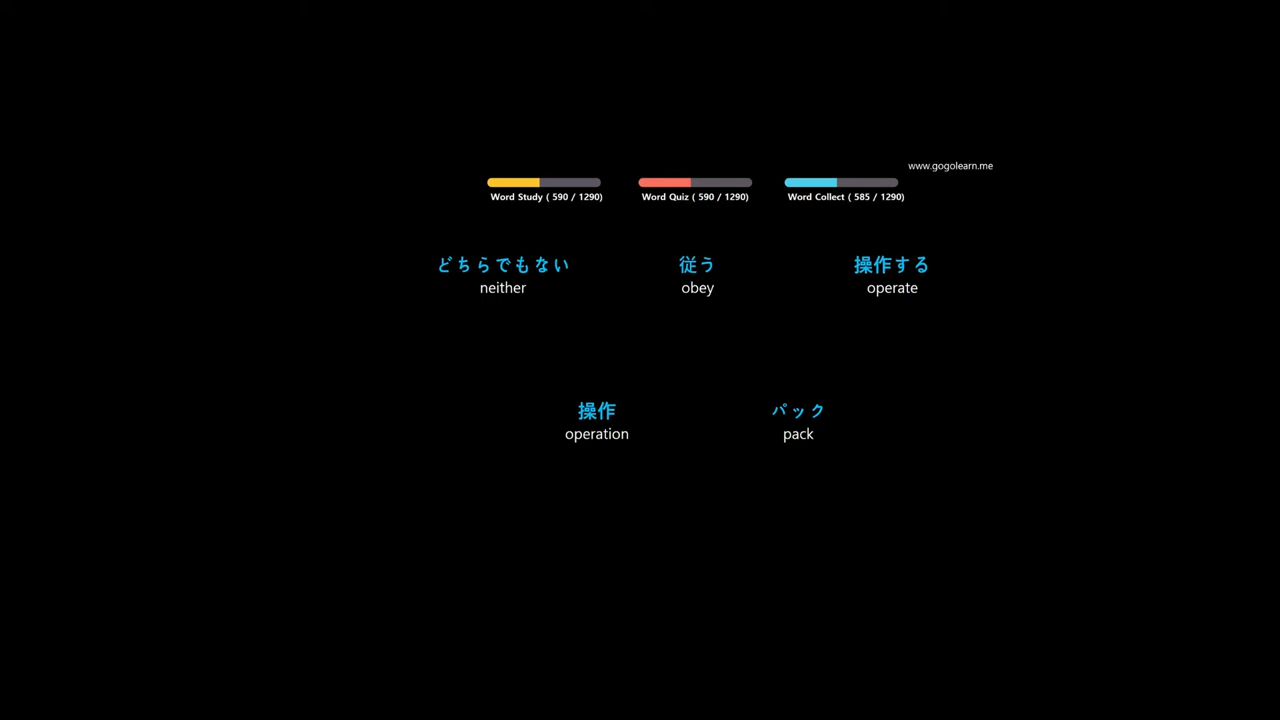 www.gogolearn.me
Word Study ( 590 / 1290)
Word Quiz ( 590 / 1290)
Word Collect ( 585 / 1290)
どちらでもない
neither
従う
obey
操作する
operate
操作
operation
パック
pack